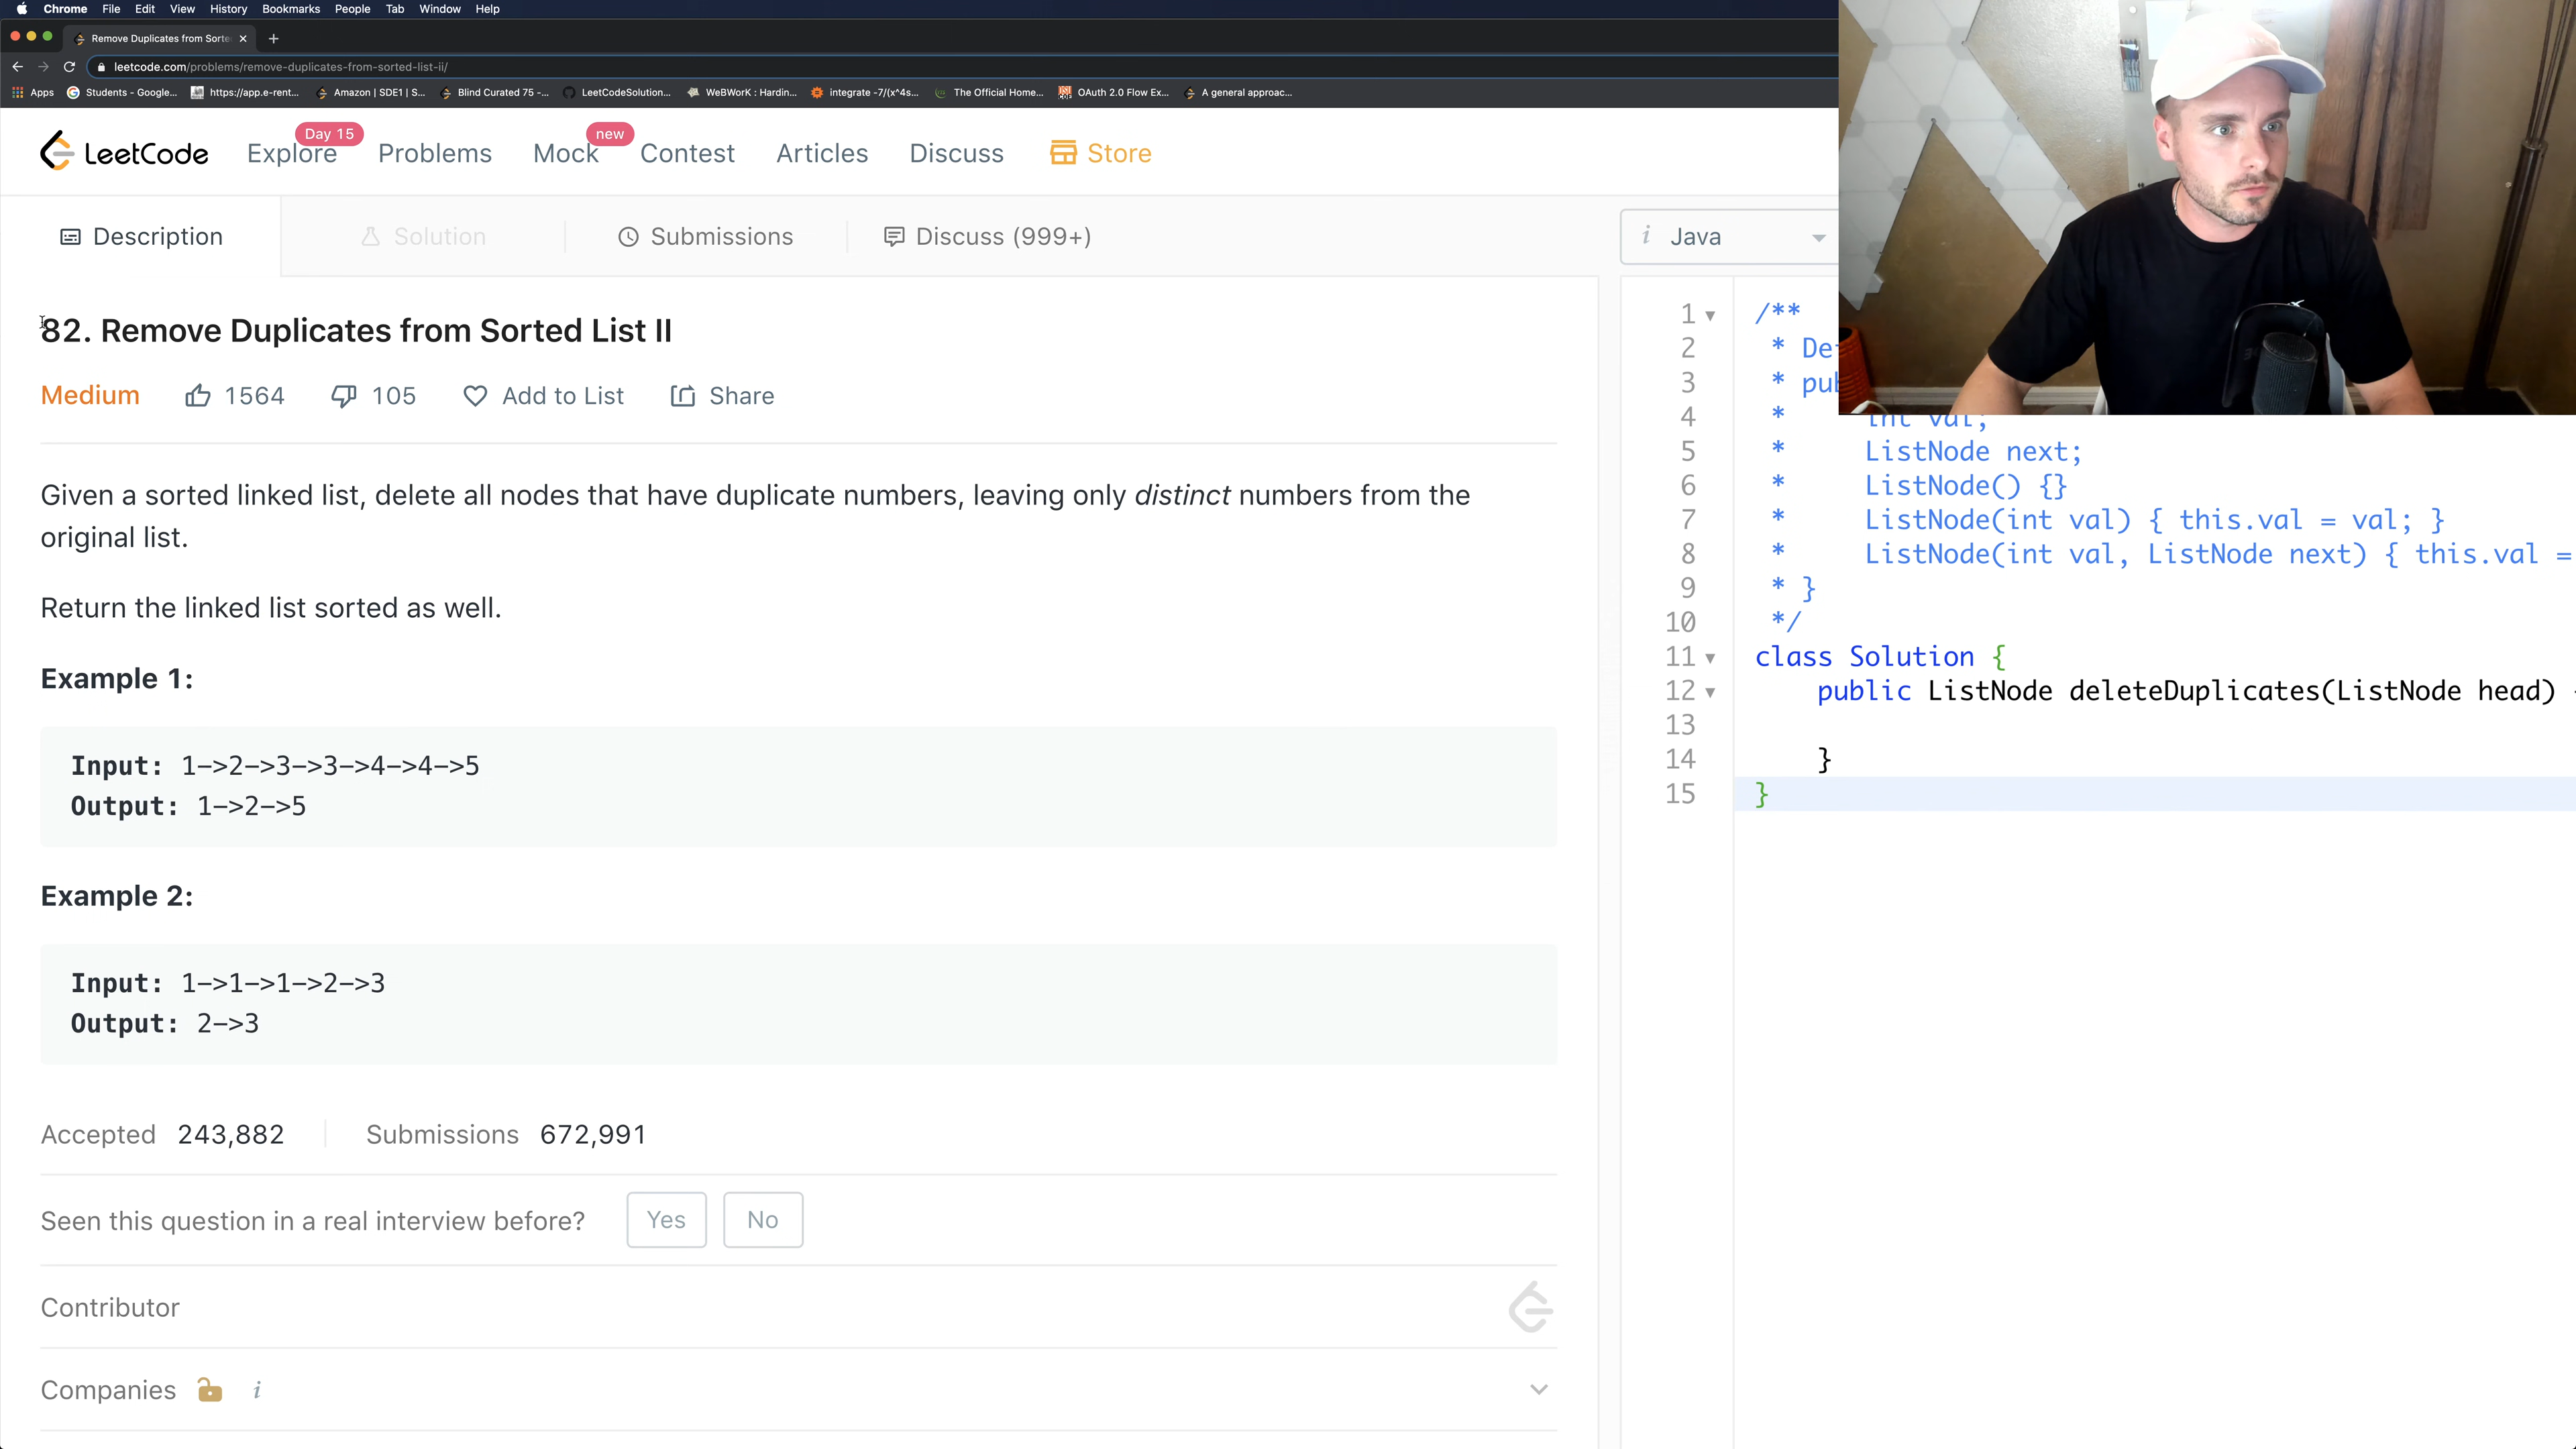 Chrome File Edit View History Bookmarks People Tab Window Help
Remove Duplicates from Sorte
leetcode.com/problems/remove-duplicates-from-sorted-list-ii/
Apps Students - Google... https://app.e-rent... Amazon | SDE1 | S... Blind Curated 75 -... LeetCodeSolution... WeBWorK : Hardin... integrate -7/(x^4s... The Official Home... OAuth 2.0 Flow Ex... A general approac...
Day 15 new
LeetCode Explore Problems Mock Contest Articles Discuss Store
Description Solution Submissions Discuss (999+) i Java
82. Remove Duplicates from Sorted List II
Medium 1564 105 Add to List Share
Given a sorted linked list, delete all nodes that have duplicate numbers, leaving only distinct numbers from the
original list.
Return the linked list sorted as well.
Example 1:
Input: 1->2->3->3->4->4->5
Output: 1->2->5
Example 2:
Input: 1->1->1->2->3
Output: 2->3
Accepted 243,882 Submissions 672,991
Seen this question in a real interview before? Yes No
Contributor
Companies i
1 /**
2 * De
3 * pub
4 * int val;
5 * ListNode next;
6 * ListNode() {}
7 * ListNode(int val) { this.val = val; }
8 * ListNode(int val, ListNode next) { this.val =
9 * }
10 */
11 class Solution {
12 public ListNode deleteDuplicates(ListNode head) {
13
14 }
15 }